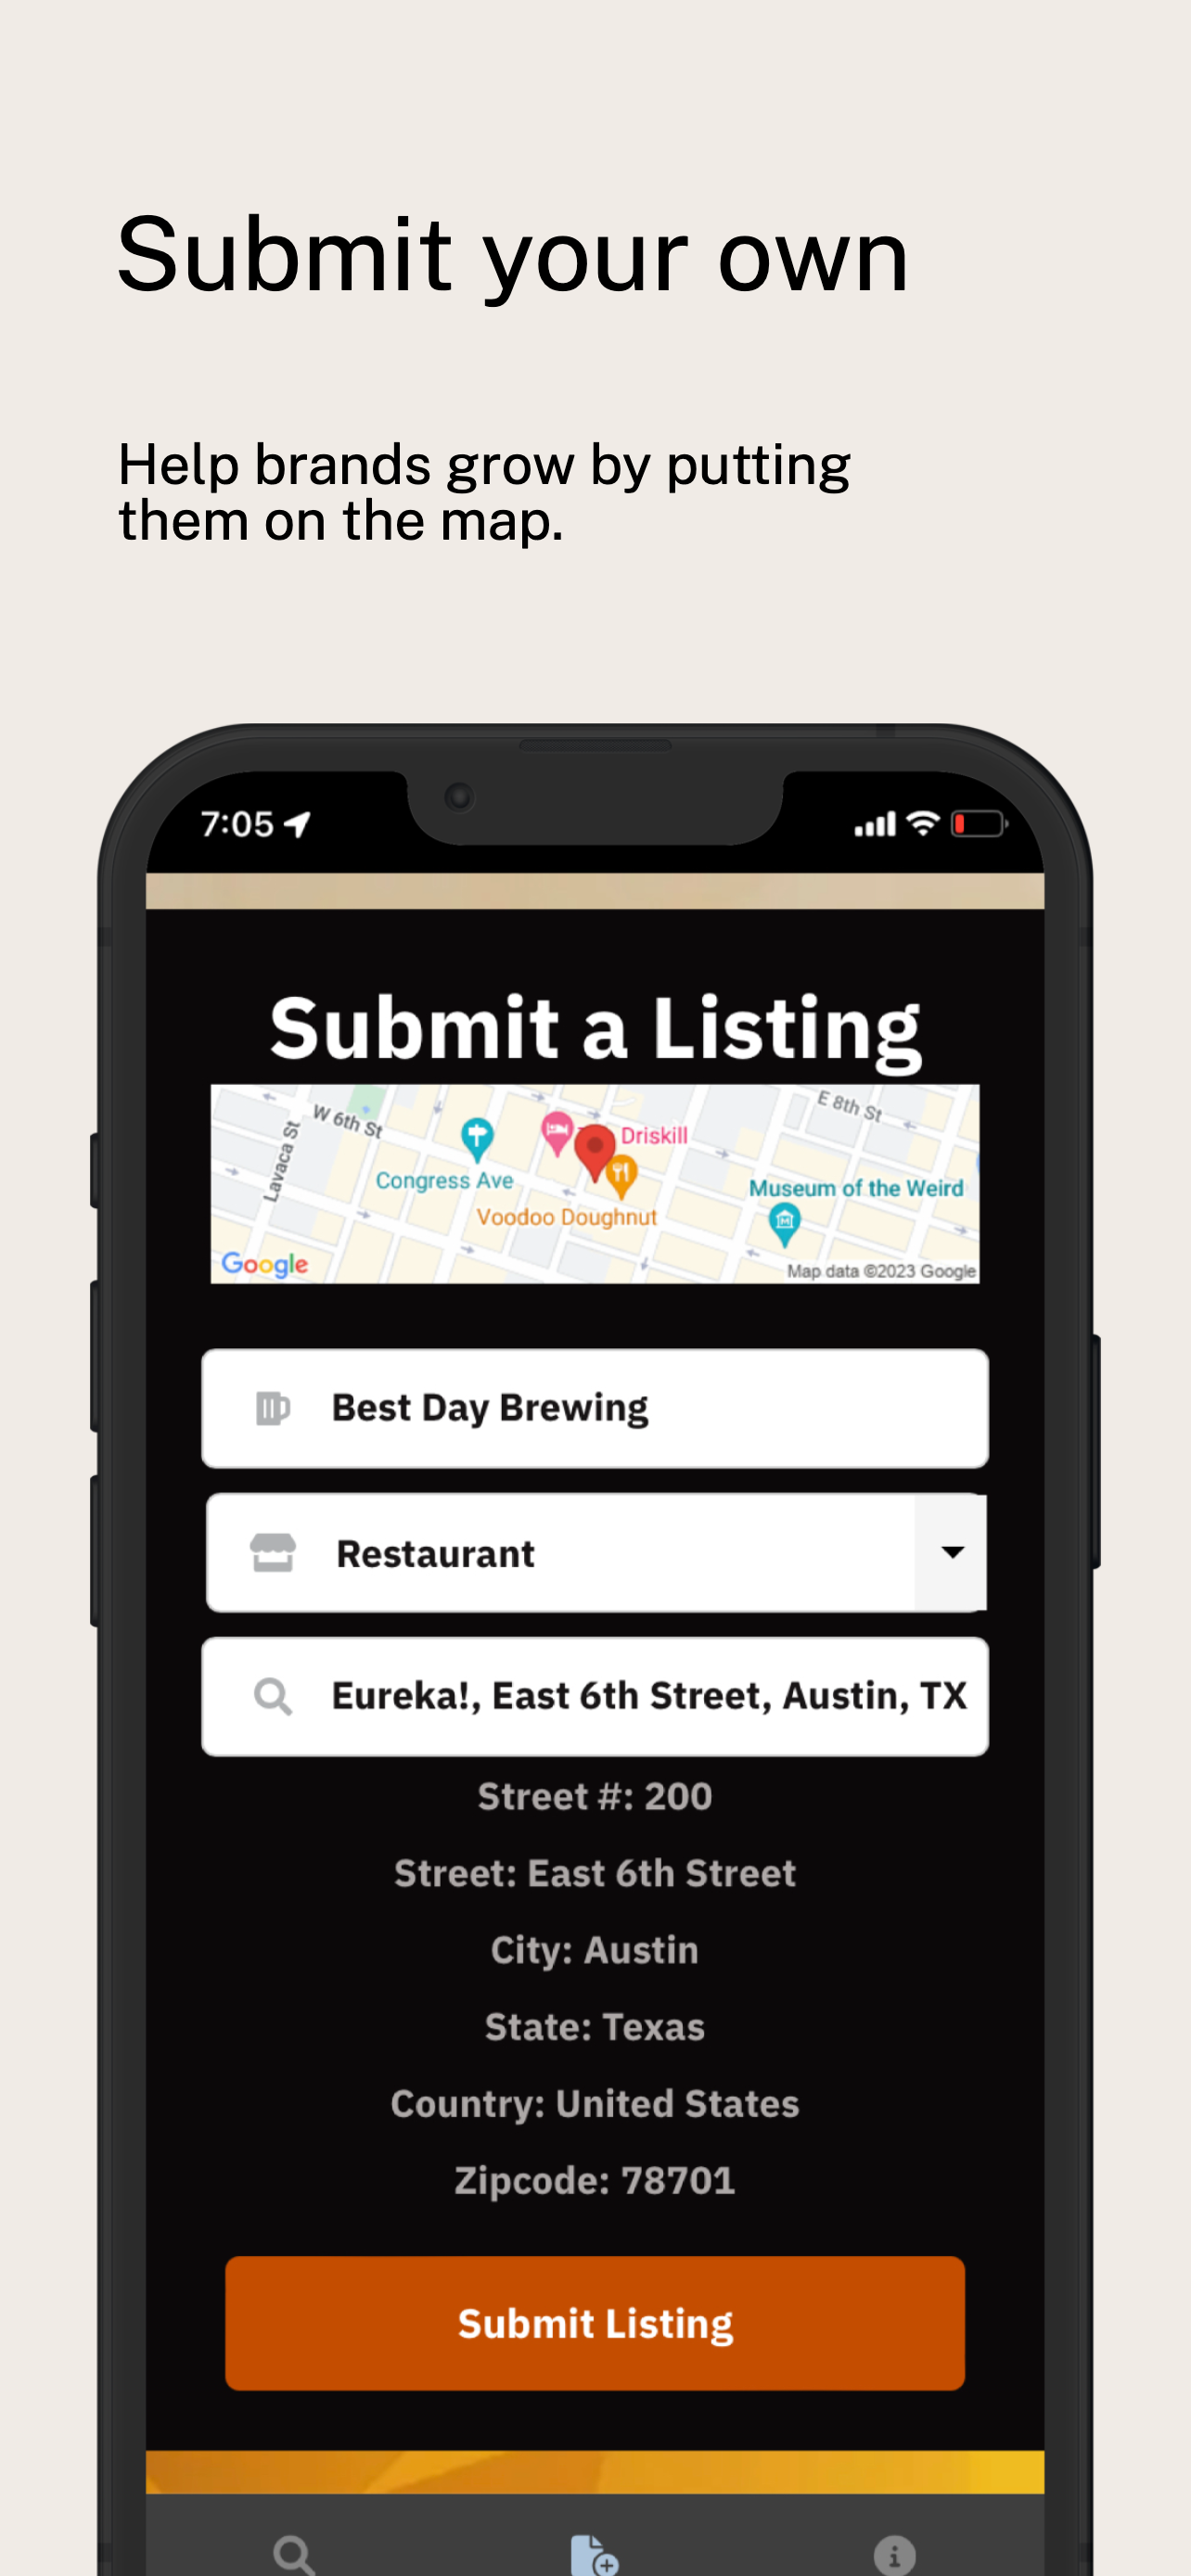 Submit your own
Help brands grow by putting
them on the map.
7:05
Submit a Listing
E 8th St
W 6th St
Lavaca St
Driskill
Congress Ave
Museum of the Weird
Voodoo Doughnut
Google
Map data ©2023 Google
Best Day Brewing
Restaurant
Eureka!, East 6th Street, Austin, TX
Street #: 200
Street: East 6th Street
City: Austin
State: Texas
Country: United States
Zipcode: 78701
Submit Listing